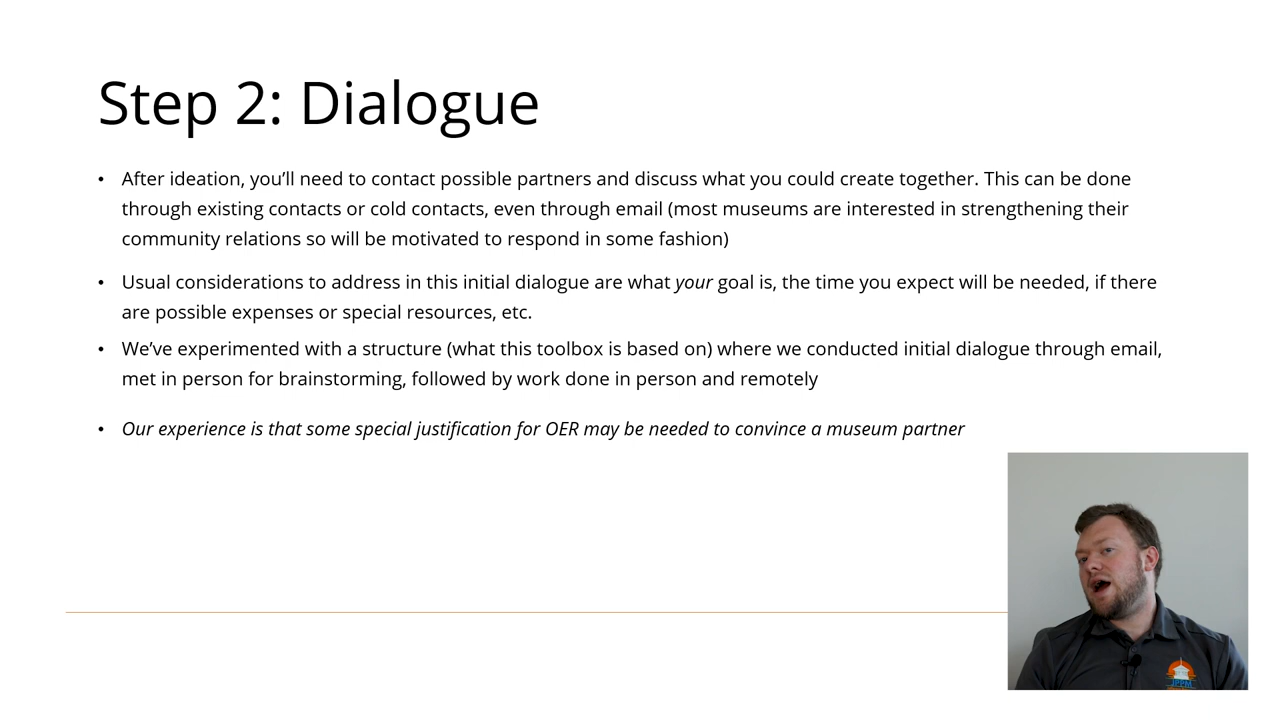 Step 2: Dialogue
• After ideation, you’ll need to contact possible partners and discuss what you could create together. This can be done
through existing contacts or cold contacts, even through email (most museums are interested in strengthening their
community relations so will be motivated to respond in some fashion)
• Usual considerations to address in this initial dialogue are what your goal is, the time you expect will be needed, if there
are possible expenses or special resources, etc.
• We’ve experimented with a structure (what this toolbox is based on) where we conducted initial dialogue through email,
met in person for brainstorming, followed by work done in person and remotely
• Our experience is that some special justification for OER may be needed to convince a museum partner
JPPM